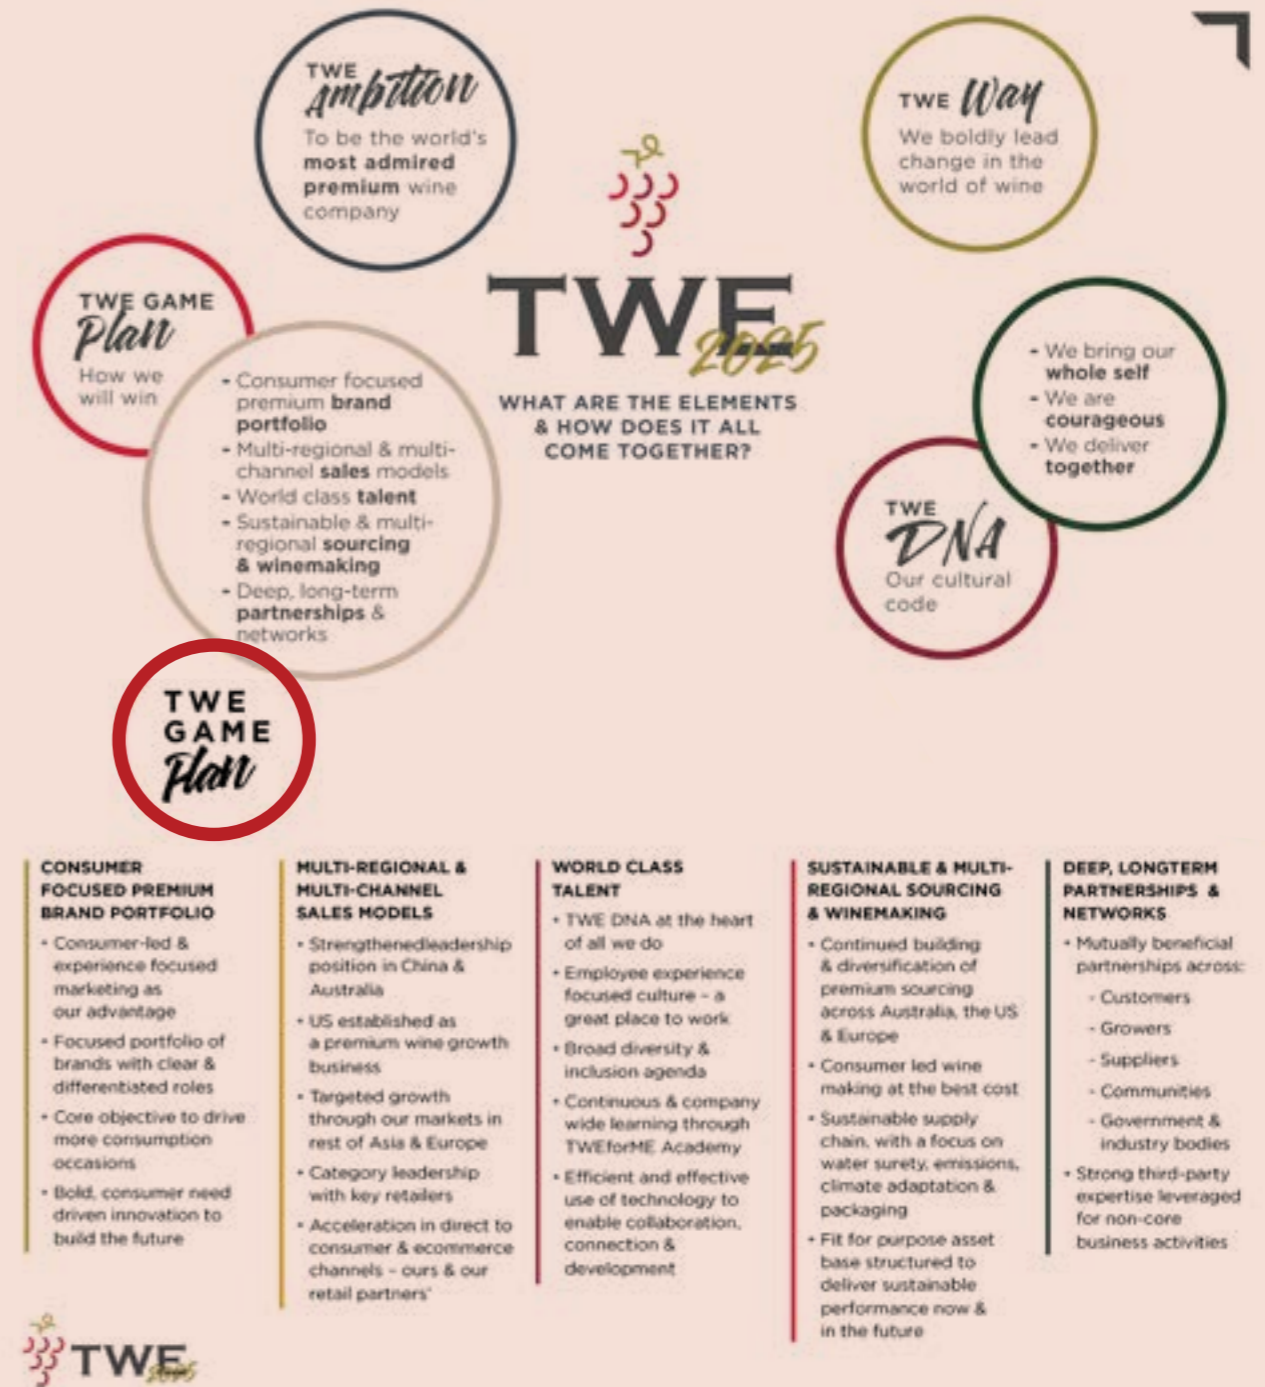 TWE
Ambition
To be the world's
most admired
premium wine
company
TWE Way
We boldly lead
change in the
world of wine
TWE GAME
Plan
How we
will win
- Consumer focused
premium brand
portfolio
- Multi-regional & multi-
channel sales models
- World class talent
- Sustainable & multi-
regional sourcing
& winemaking
- Deep, long-term
partnerships &
networks
TWE
2025
WHAT ARE THE ELEMENTS
& HOW DOES IT ALL
COME TOGETHER?
- We bring our
whole self
- We are
courageous
- We deliver
together
TWE
DNA
Our cultural
code
TWE
GAME
Plan
CONSUMER
FOCUSED PREMIUM
BRAND PORTFOLIO
• Consumer-led &
experience focused
marketing as
our advantage
• Focused portfolio of
brands with clear &
differentiated roles
• Core objective to drive
more consumption
occasions
• Bold, consumer need
driven innovation to
build the future
MULTI-REGIONAL &
MULTI-CHANNEL
SALES MODELS
• Strengthenedleadership
position in China &
Australia
• US established as
a premium wine growth
business
• Targeted growth
through our markets in
rest of Asia & Europe
• Category leadership
with key retailers
• Acceleration in direct to
consumer & ecommerce
channels – ours & our
retail partners'
WORLD CLASS
TALENT
• TWE DNA at the heart
of all we do
• Employee experience
focused culture – a
great place to work
• Broad diversity &
inclusion agenda
• Continuous & company
wide learning through
TWEforME Academy
• Efficient and effective
use of technology to
enable collaboration,
connection &
development
SUSTAINABLE & MULTI-
REGIONAL SOURCING
& WINEMAKING
• Continued building
& diversification of
premium sourcing
across Australia, the US
& Europe
• Consumer led wine
making at the best cost
• Sustainable supply
chain, with a focus on
water surety, emissions,
climate adaptation &
packaging
• Fit for purpose asset
base structured to
deliver sustainable
performance now &
in the future
DEEP, LONGTERM
PARTNERSHIPS &
NETWORKS
• Mutually beneficial
partnerships across:
- Customers
- Growers
- Suppliers
- Communities
- Government &
industry bodies
• Strong third-party
expertise leveraged
for non-core
business activities
TWE
2025